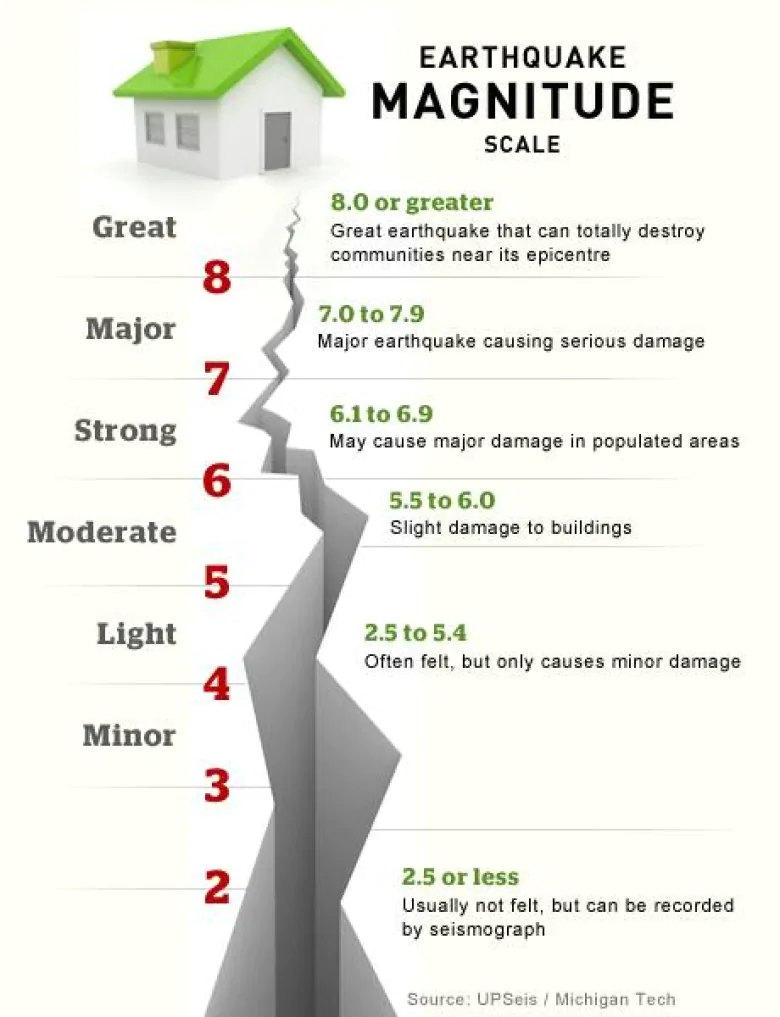 EARTHQUAKE
MAGNITUDE
SCALE
Great
8.0 or greater
Great earthquake that can totally destroy
communities near its epicentre
8
Major
7.0 to 7.9
Major earthquake causing serious damage
7
Strong
6.1 to 6.9
May cause major damage in populated areas
6
Moderate
5.5 to 6.0
Slight damage to buildings
5
Light
2.5 to 5.4
Often felt, but only causes minor damage
4
Minor
3
2
2.5 or less
Usually not felt, but can be recorded
by seismograph
Source: UPSeis / Michigan Tech